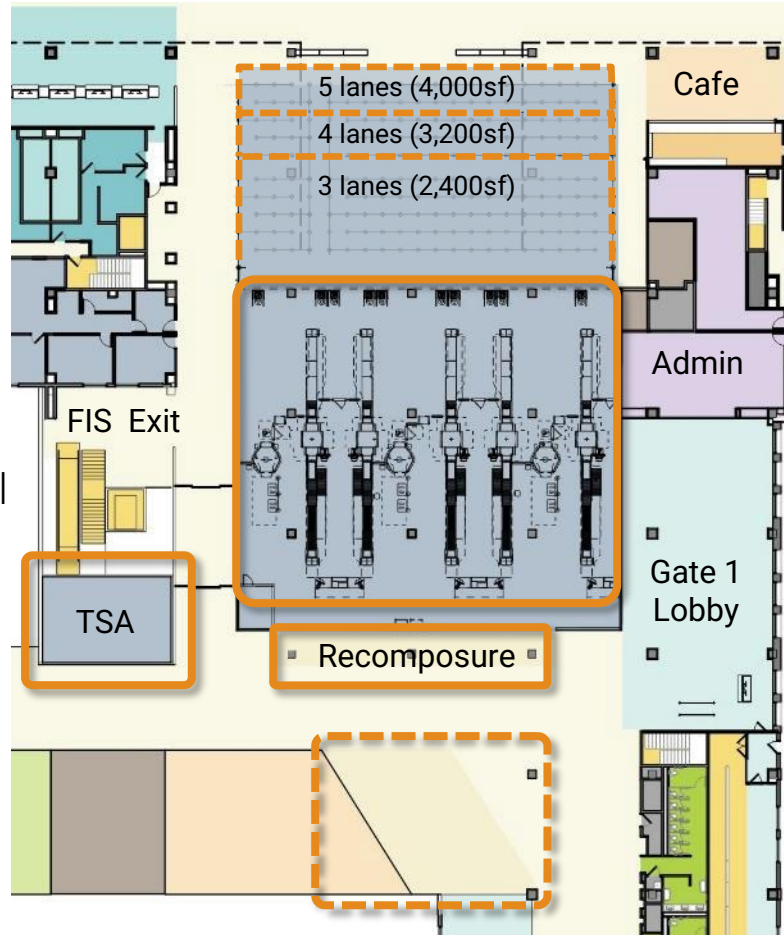 5 lanes (4,000sf)
Cafe
4 lanes (3,200sf)
3 lanes (2,400sf)
Admin
FIS Exit
Gate 1
Lobby
TSA
Recomposure